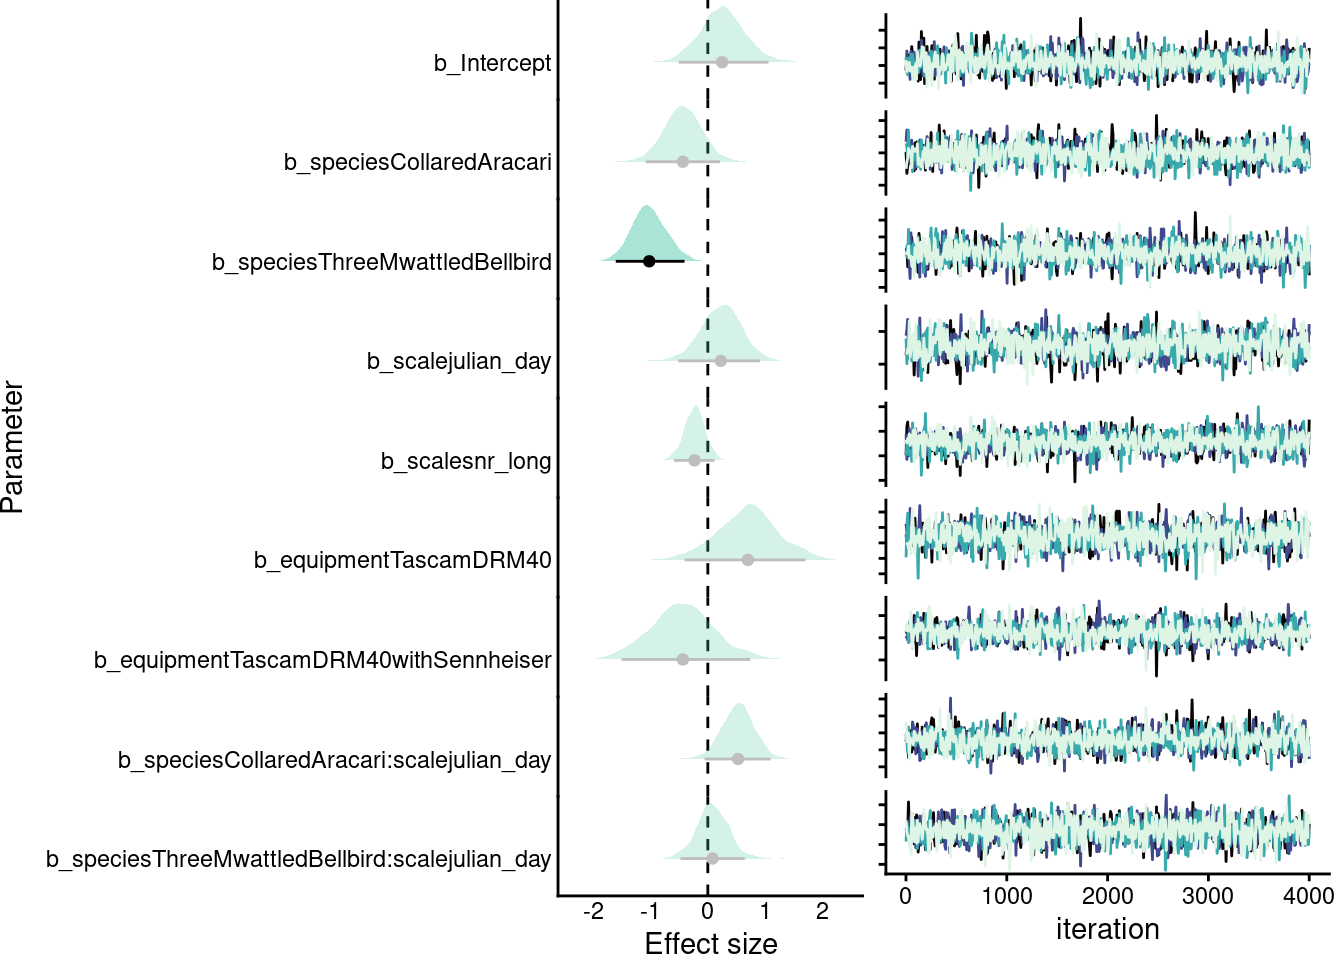 Parameter
b_Intercept
b_speciesCollaredAracari
b_speciesThreeMwattledBellbird
b_scalejulian_day
b_scalesnr_long
b_equipmentTascamDRM40
b_equipmentTascamDRM40withSennheiser
b_speciesCollaredAracari:scalejulian_day
b_speciesThreeMwattledBellbird:scalejulian_day
-2 -1 0 1 2
Effect size
0 1000 2000 3000 4000
iteration